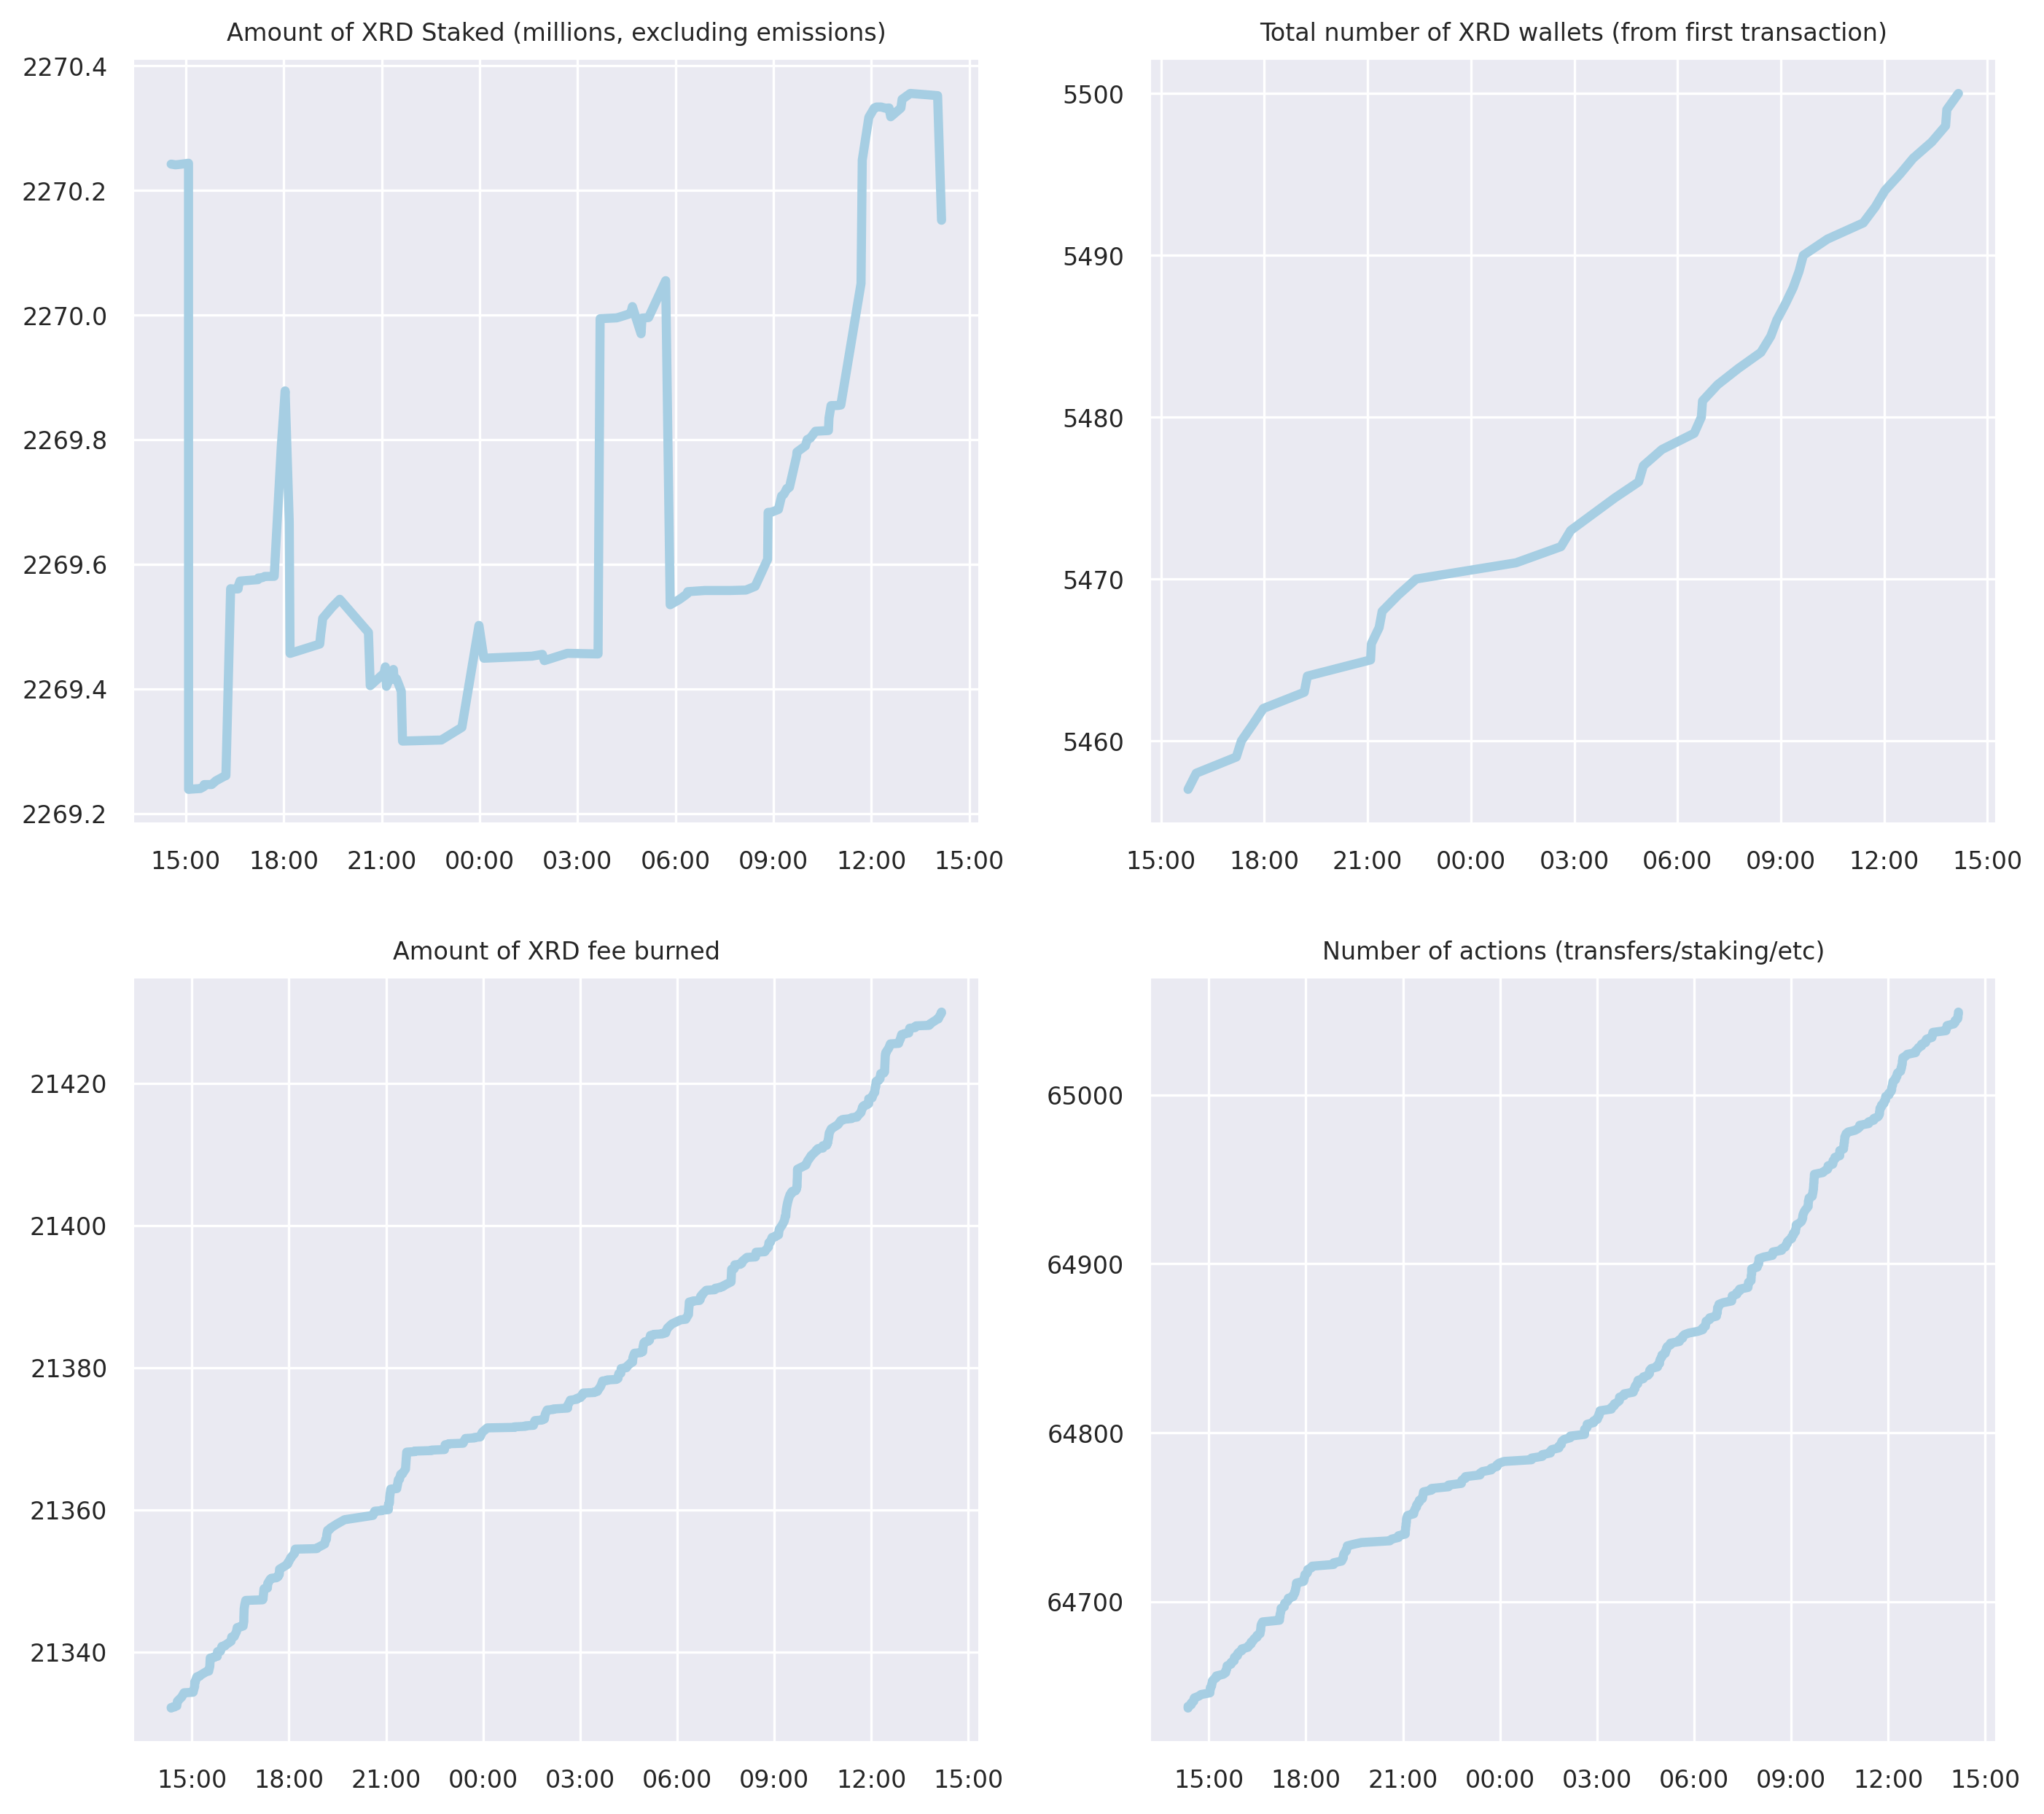 Amount of XRD Staked (millions, excluding emissions)
2270.4
2270.2
2270.0
2269.8
2269.6
2269.4
2269.2
15:00 18:00 21:00 00:00 03:00 06:00 09:00 12:00 15:00
Total number of XRD wallets (from first transaction)
5500
5490
5480
5470
5460
15:00 18:00 21:00 00:00 03:00 06:00 09:00 12:00 15:00
Amount of XRD fee burned
21420
21400
21380
21360
21340
15:00 18:00 21:00 00:00 03:00 06:00 09:00 12:00 15:00
Number of actions (transfers/staking/etc)
65000
64900
64800
64700
15:00 18:00 21:00 00:00 03:00 06:00 09:00 12:00 15:00